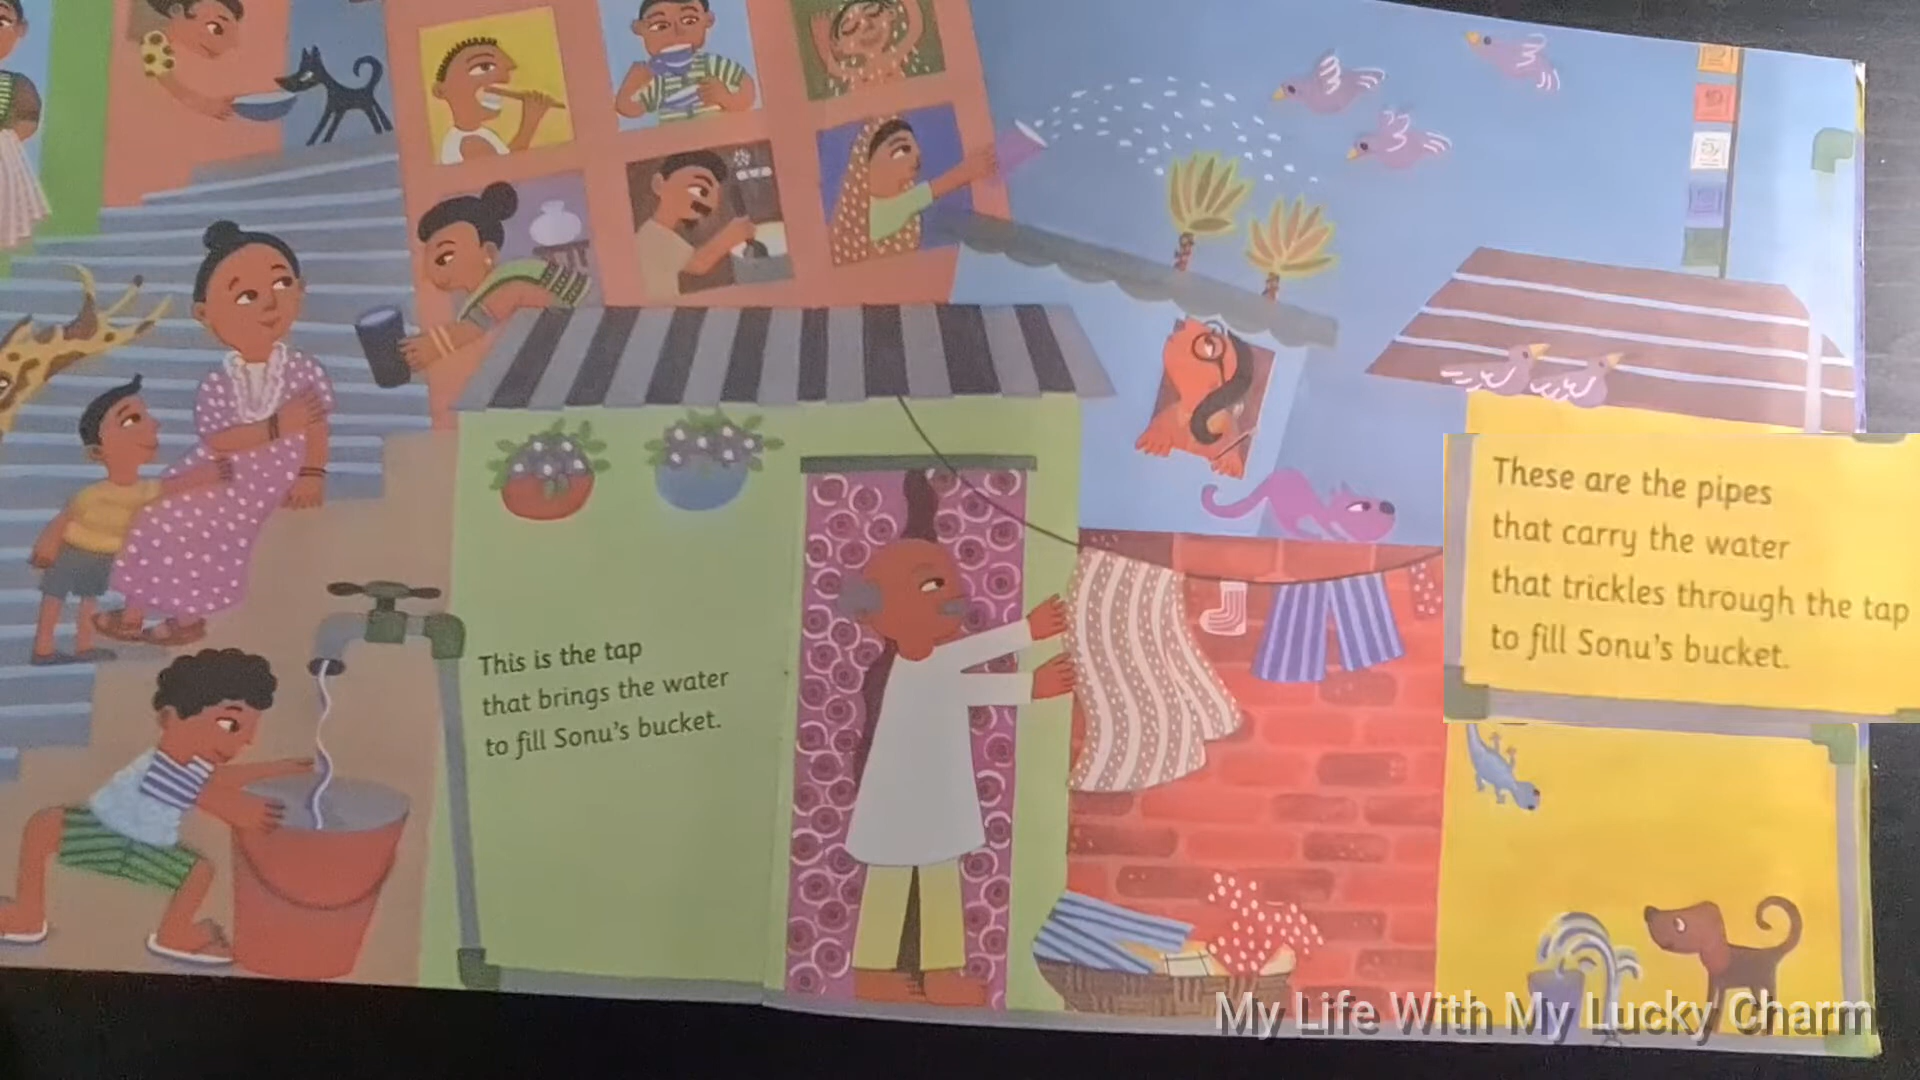 This is the tap
that brings the water
to fill Sonu's bucket.
These are the pipes
that carry the water
that trickles through the tap
to fill Sonu's bucket.
My Life With My Lucky Charm